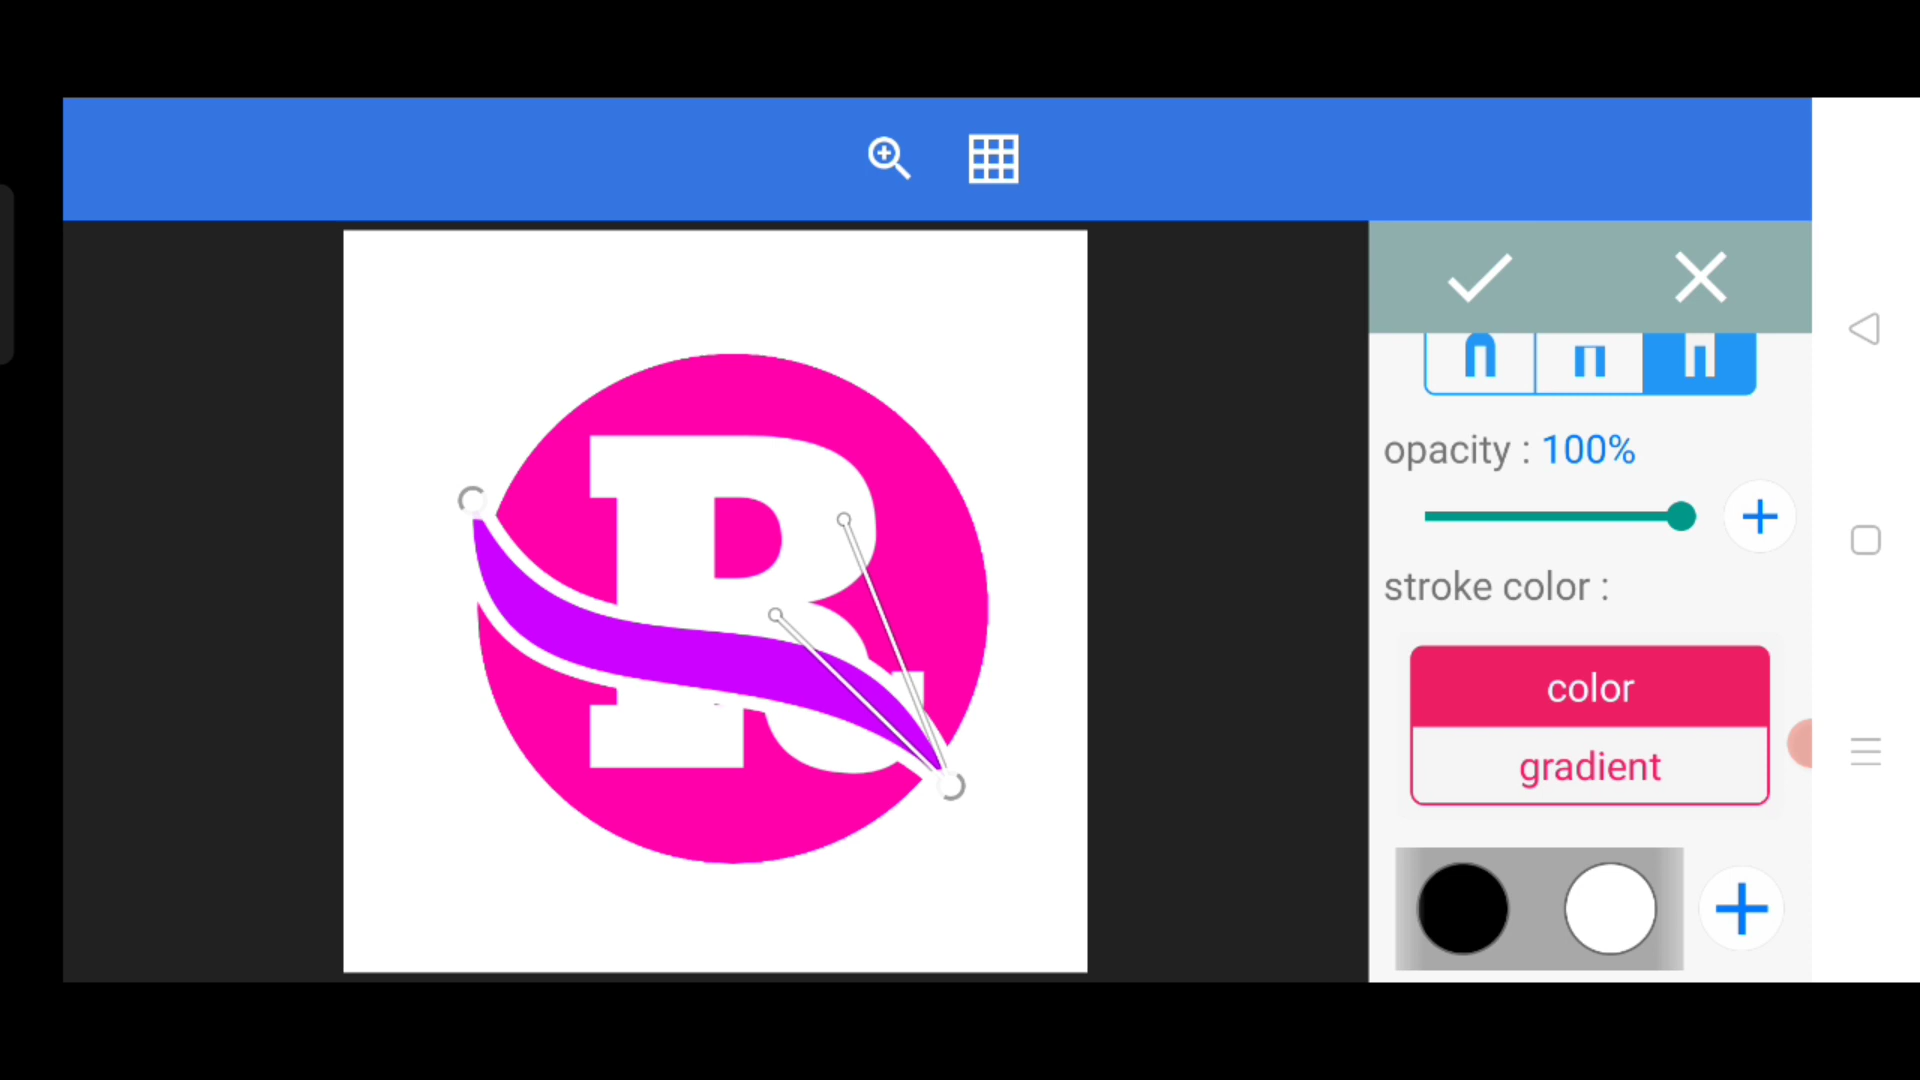 R
opacity : 100%
stroke color :
color
gradient